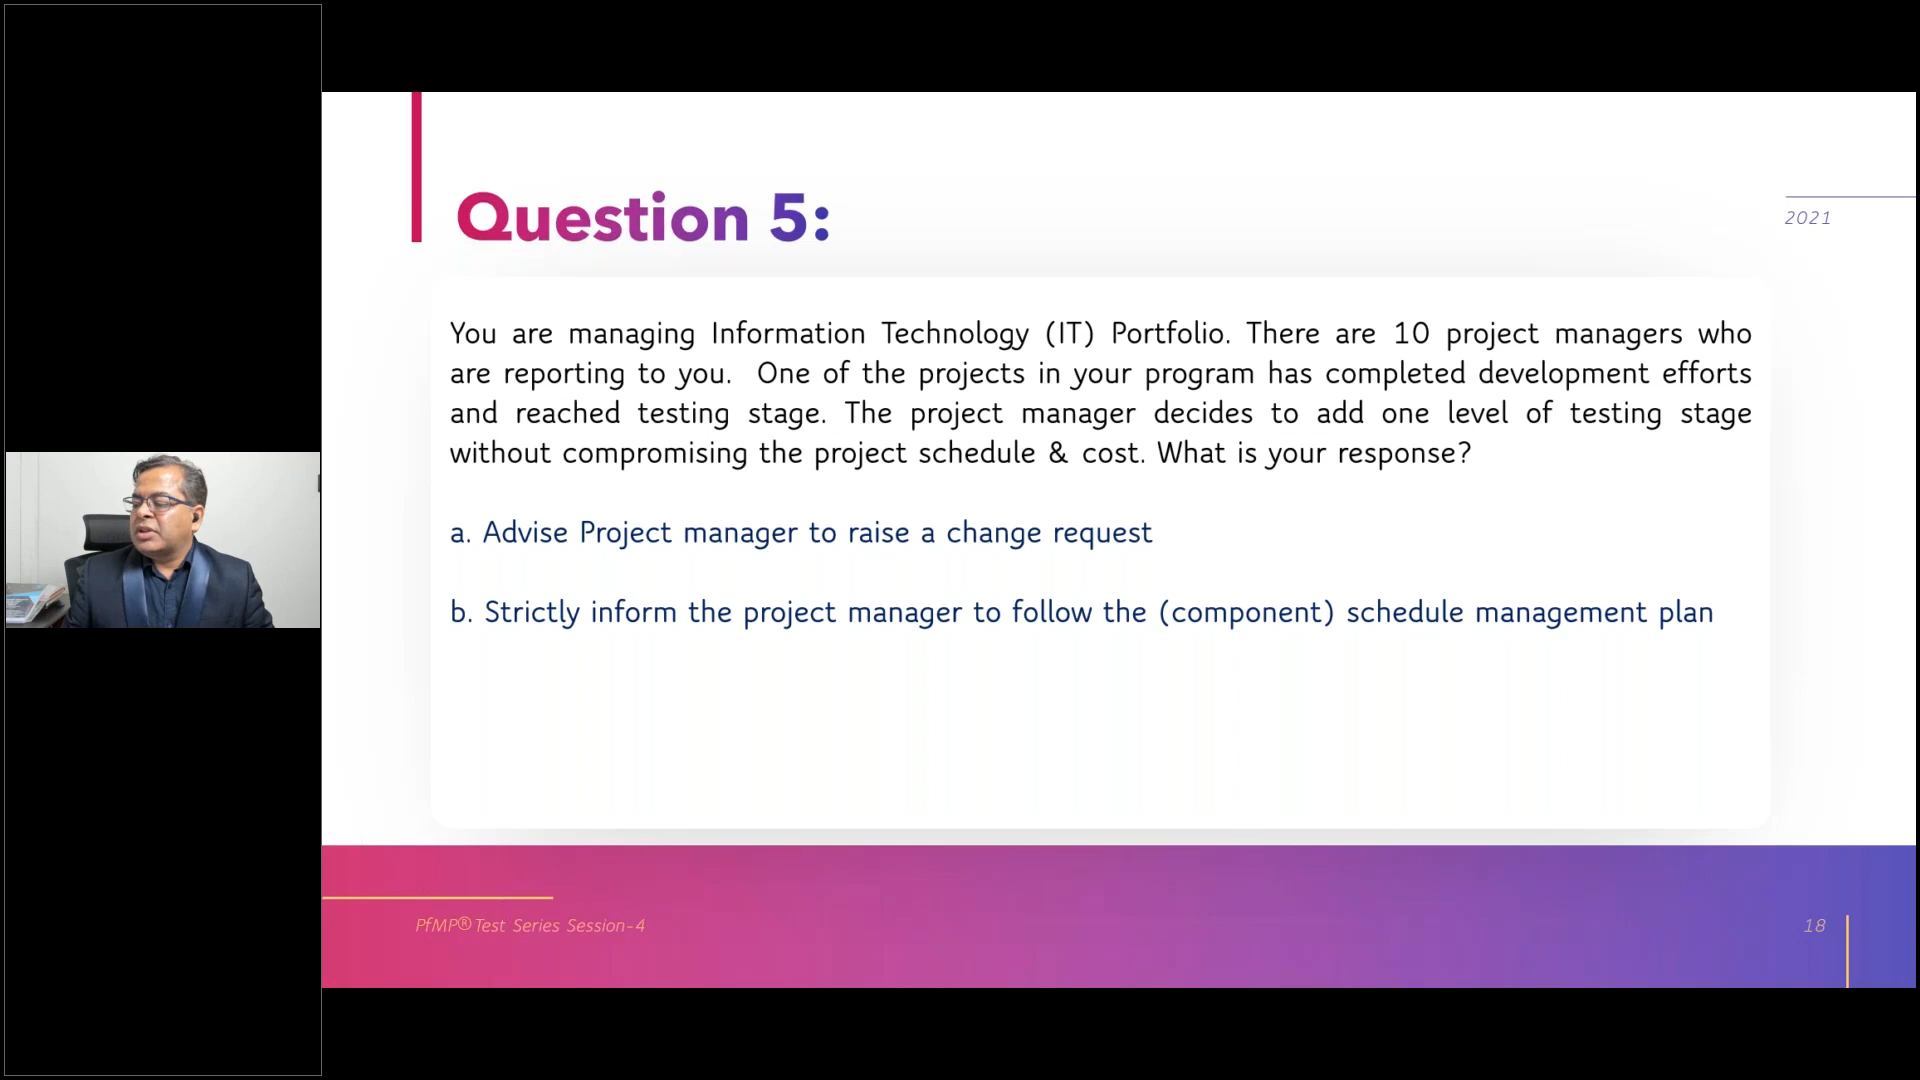 Question 5:
2021
You are managing Information Technology (IT) Portfolio. There are 10 project managers who
are reporting to you. One of the projects in your program has completed development efforts
and reached testing stage. The project manager decides to add one level of testing stage
without compromising the project schedule & cost. What is your response?
a. Advise Project manager to raise a change request
b. Strictly inform the project manager to follow the (component) schedule management plan
PfMP® Test Series Session-4
18